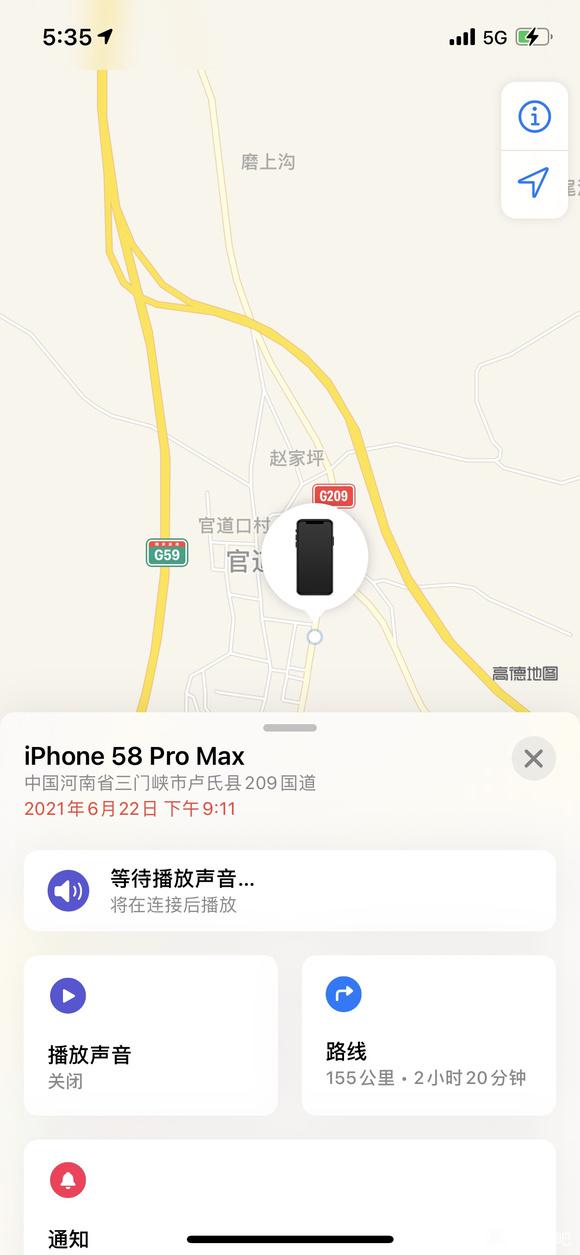 5:35
5G
磨上沟
赵家坪
G209
官道口村
G59
官道
高德地图
iPhone 58 Pro Max
中国河南省三门峡市卢氏县209国道
2021年6月22日 下午9:11
等待播放声音...
将在连接后播放
播放声音
关闭
路线
155公里 • 2小时20分钟
通知